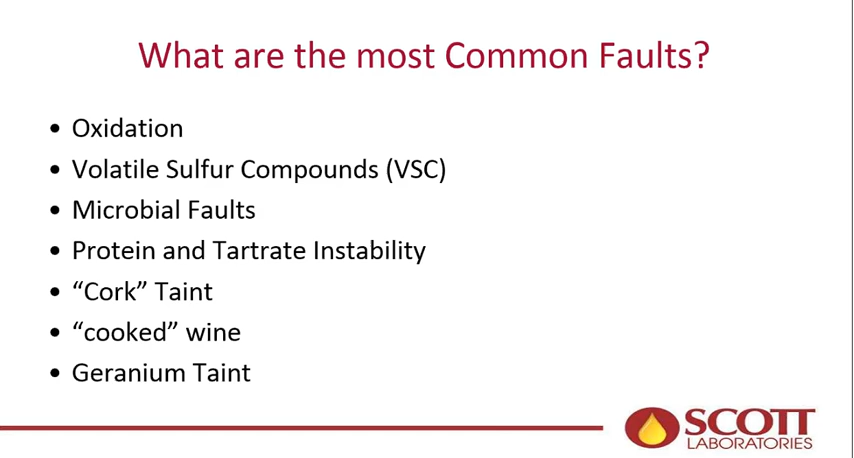 What are the most Common Faults?
• Oxidation
• Volatile Sulfur Compounds (VSC)
• Microbial Faults
• Protein and Tartrate Instability
• “Cork” Taint
• “cooked” wine
• Geranium Taint
SCOTT
LABORATORIES